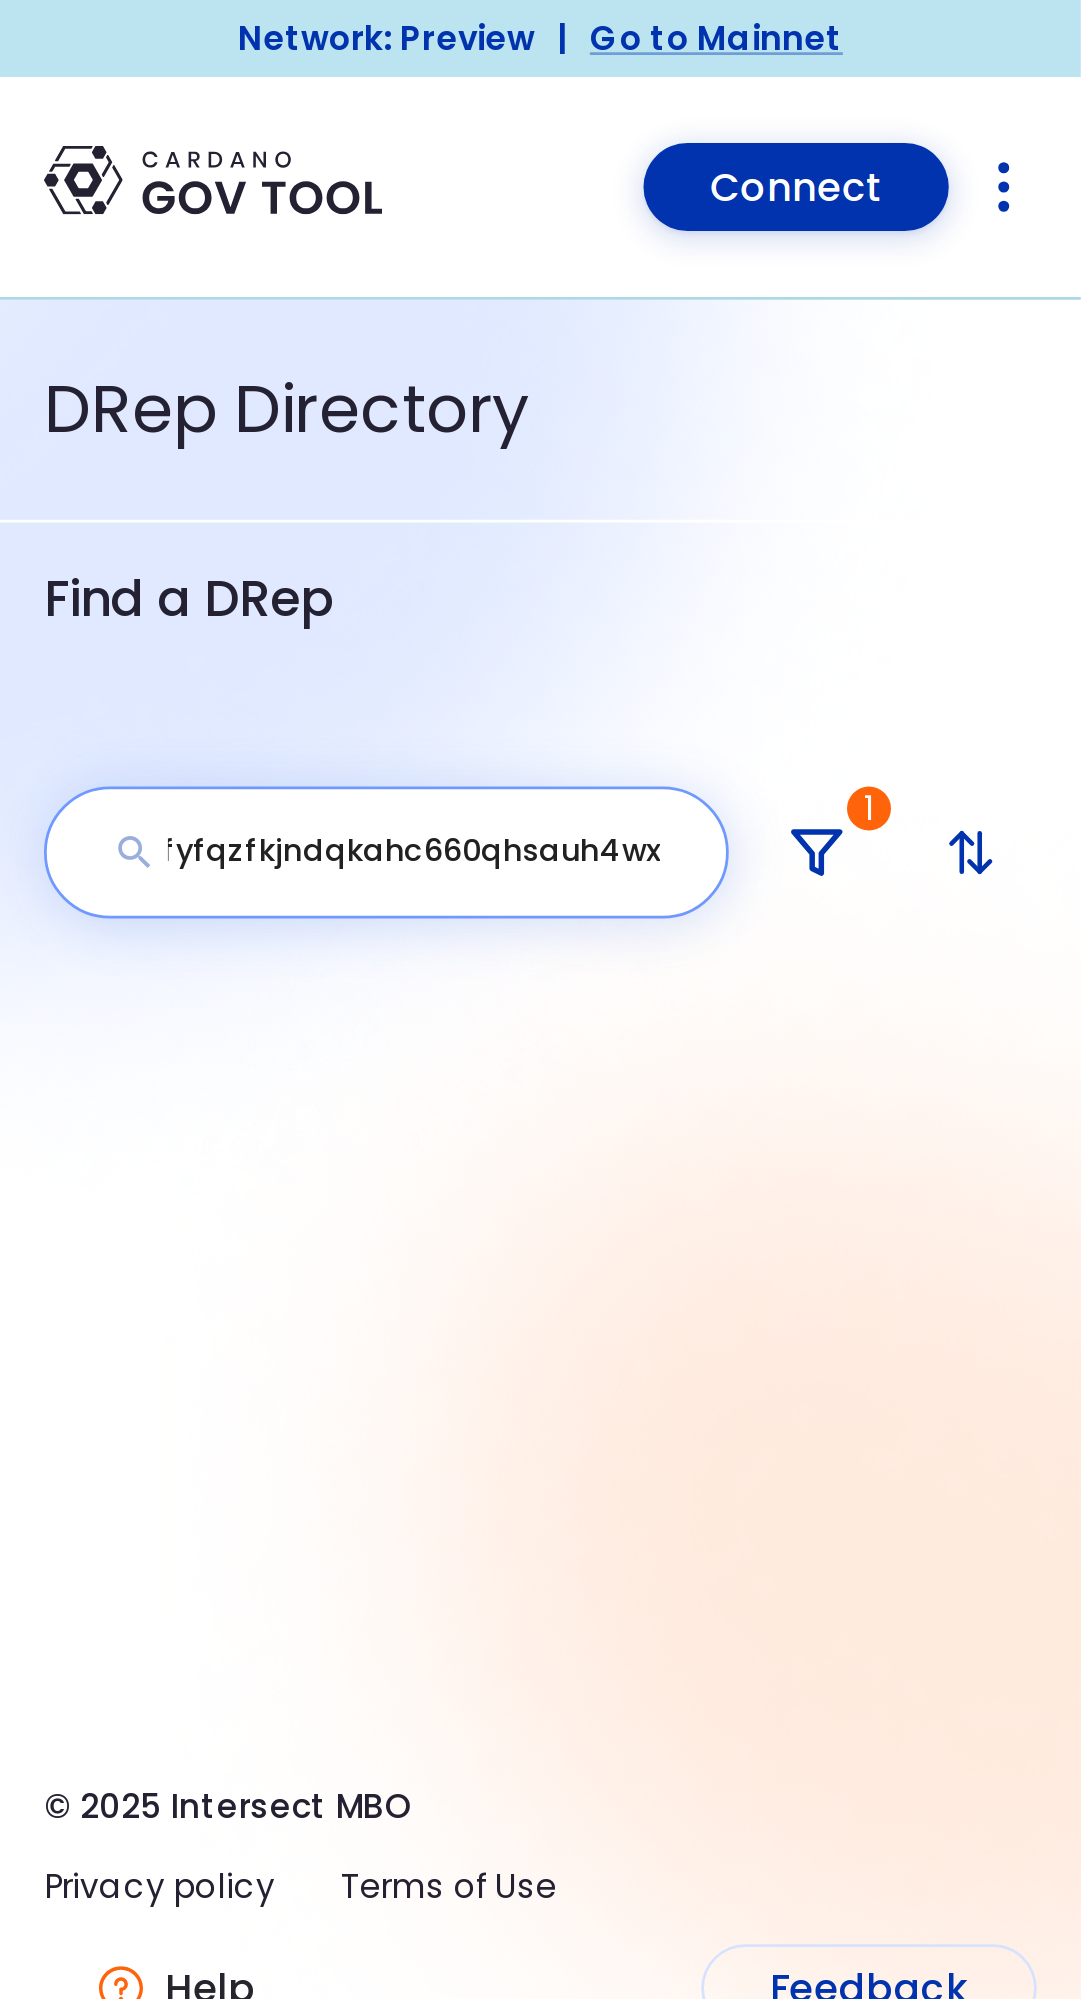 Network: Preview | Go to Mainnet
CARDANO
GOV TOOL
Connect
DRep Directory
Find a DRep
1
fyfqzfkjndqkahc660qhsauh4wx
© 2025 Intersect MBO
Privacy policy Terms of Use
Help Feedback